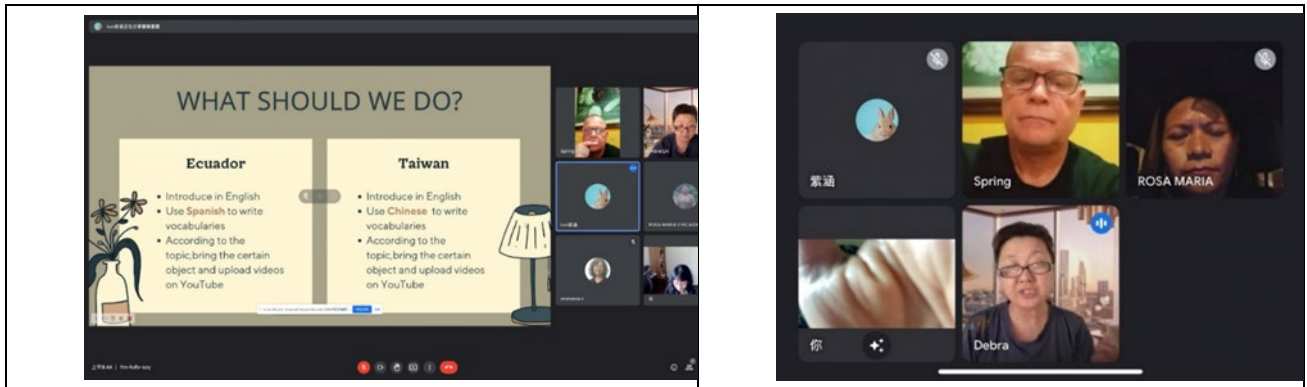 WHAT SHOULD WE DO?
Ecuador
• Introduce in English
• Use Spanish to write
vocabularies
• According to the
topic,bring the certain
object and upload videos
on YouTube
Taiwan
• Introduce in English
• Use Chinese to write
vocabularies
• According to the
topic,bring the certain
object and upload videos
on YouTube
紫涵
Spring
ROSA MARIA
你
Debra